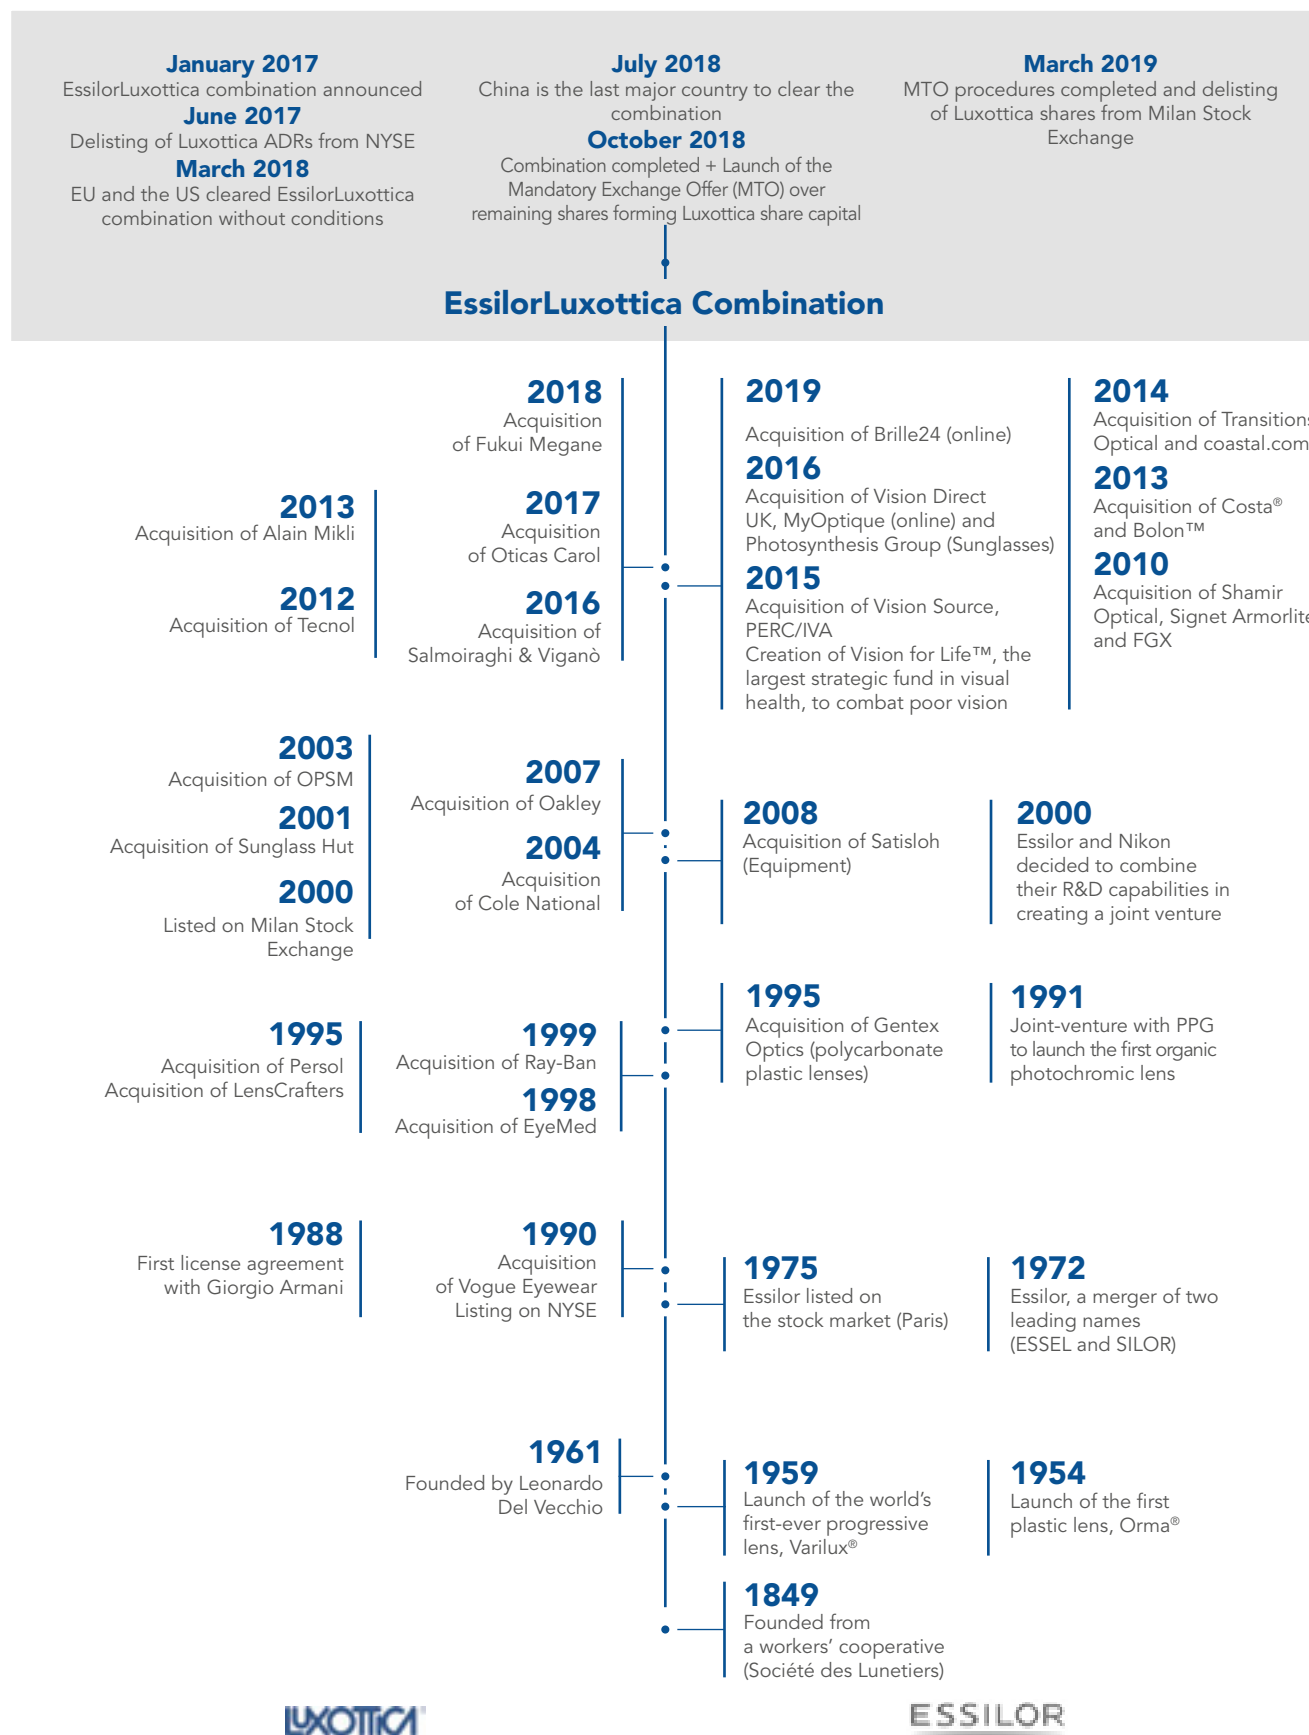 January 2017
EssilorLuxottica combination announced
June 2017
Delisting of Luxottica ADRs from NYSE
March 2018
EU and the US cleared EssilorLuxottica
combination without conditions
July 2018
China is the last major country to clear the
combination
October 2018
Combination completed + Launch of the
Mandatory Exchange Offer (MTO) over
remaining shares forming Luxottica share capital
March 2019
MTO procedures completed and delisting
of Luxottica shares from Milan Stock
Exchange
EssilorLuxottica Combination
2018
Acquisition
of Fukui Megane
2017
Acquisition
of Oticas Carol
2016
Acquisition of
Salmoiraghi & Viganò
2013
Acquisition of Alain Mikli
2012
Acquisition of Tecnol
2019
Acquisition of Brille24 (online)
2016
Acquisition of Vision Direct
UK, MyOptique (online) and
Photosynthesis Group (Sunglasses)
2015
Acquisition of Vision Source,
PERC/IVA
Creation of Vision for Life™, the
largest strategic fund in visual
health, to combat poor vision
2014
Acquisition of Transitions
Optical and coastal.com
2013
Acquisition of Costa®
and Bolon™
2010
Acquisition of Shamir
Optical, Signet Armorlite
and FGX
2003
Acquisition of OPSM
2001
Acquisition of Sunglass Hut
2000
Listed on Milan Stock
Exchange
2007
Acquisition of Oakley
2004
Acquisition
of Cole National
2008
Acquisition of Satisloh
(Equipment)
2000
Essilor and Nikon
decided to combine
their R&D capabilities in
creating a joint venture
1995
Acquisition of Persol
Acquisition of LensCrafters
1999
Acquisition of Ray-Ban
1998
Acquisition of EyeMed
1995
Acquisition of Gentex
Optics (polycarbonate
plastic lenses)
1991
Joint-venture with PPG
to launch the first organic
photochromic lens
1988
First license agreement
with Giorgio Armani
1990
Acquisition
of Vogue Eyewear
Listing on NYSE
1975
Essilor listed on
the stock market (Paris)
1972
Essilor, a merger of two
leading names
(ESSEL and SILOR)
1961
Founded by Leonardo
Del Vecchio
1959
Launch of the world's
first-ever progressive
lens, Varilux®
1954
Launch of the first
plastic lens, Orma®
1849
Founded from
a workers' cooperative
(Société des Lunetiers)
LUXOTTICA
ESSILOR